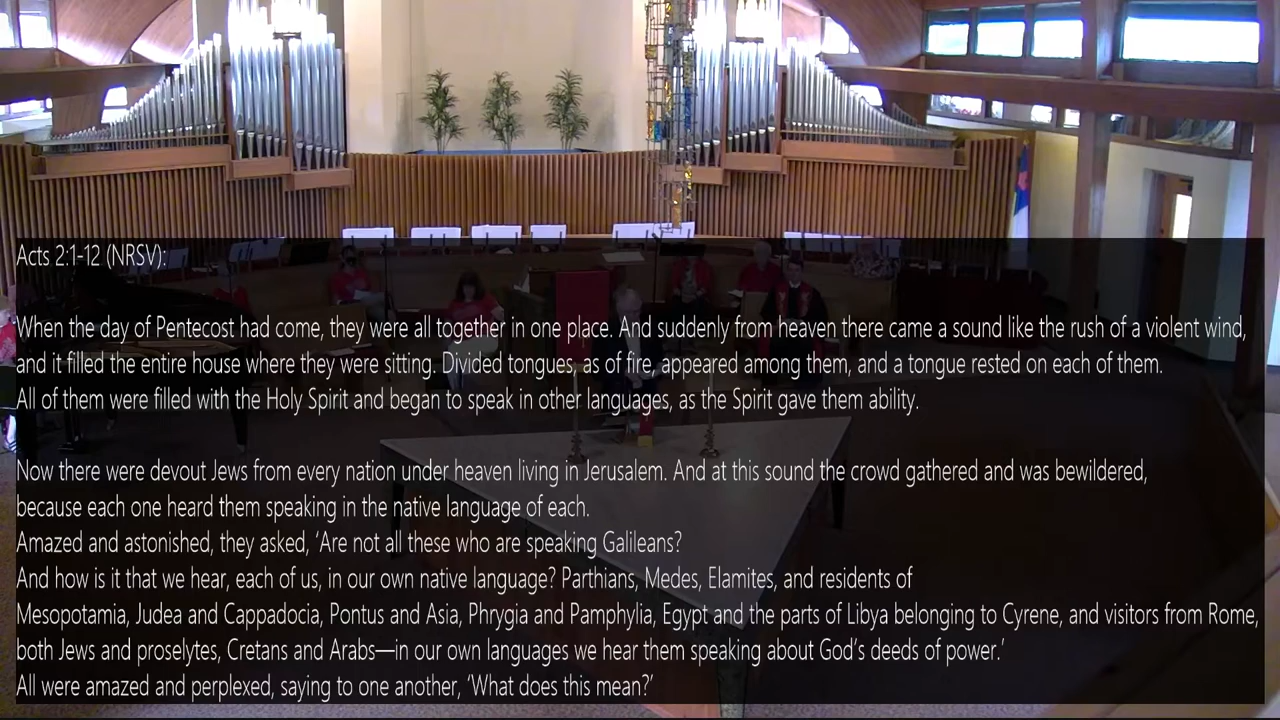 Acts 2:1-12 (NRSV):
When the day of Pentecost had come, they were all together in one place. And suddenly from heaven there came a sound like the rush of a violent wind,
and it filled the entire house where they were sitting. Divided tongues, as of fire, appeared among them, and a tongue rested on each of them.
All of them were filled with the Holy Spirit and began to speak in other languages, as the Spirit gave them ability.
Now there were devout Jews from every nation under heaven living in Jerusalem. And at this sound the crowd gathered and was bewildered,
because each one heard them speaking in the native language of each.
Amazed and astonished, they asked, ‘Are not all these who are speaking Galileans?
And how is it that we hear, each of us, in our own native language? Parthians, Medes, Elamites, and residents of
Mesopotamia, Judea and Cappadocia, Pontus and Asia, Phrygia and Pamphylia, Egypt and the parts of Libya belonging to Cyrene, and visitors from Rome,
both Jews and proselytes, Cretans and Arabs—in our own languages we hear them speaking about God’s deeds of power.’
All were amazed and perplexed, saying to one another, ‘What does this mean?’